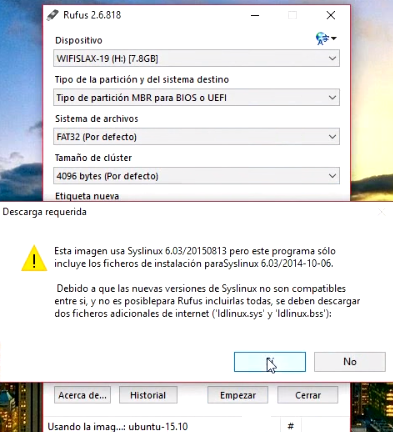 Rufus 2.6.818
Dispositivo
WIFISLAX-19 (H:) [7.8GB]
Tipo de la partición y del sistema destino
Tipo de partición MBR para BIOS o UEFI
Sistema de archivos
FAT32 (Por defecto)
Tamaño de clúster
4096 bytes (Por defecto)
Etiqueta nueva
Descarga requerida
Esta imagen usa Syslinux 6.03/20150813 pero este programa sólo
incluye los ficheros de instalación paraSyslinux 6.03/2014-10-06.
Debido a que las nuevas versiones de Syslinux no son compatibles
entre si, y no es posiblepara Rufus incluirlas todas, se deben descargar
dos ficheros adicionales de internet ('ldlinux.sys' y 'ldlinux.bss'):
No
Acerca de...
Historial
Empezar
Cerrar
Usando la imag...: ubuntu-15.10
#